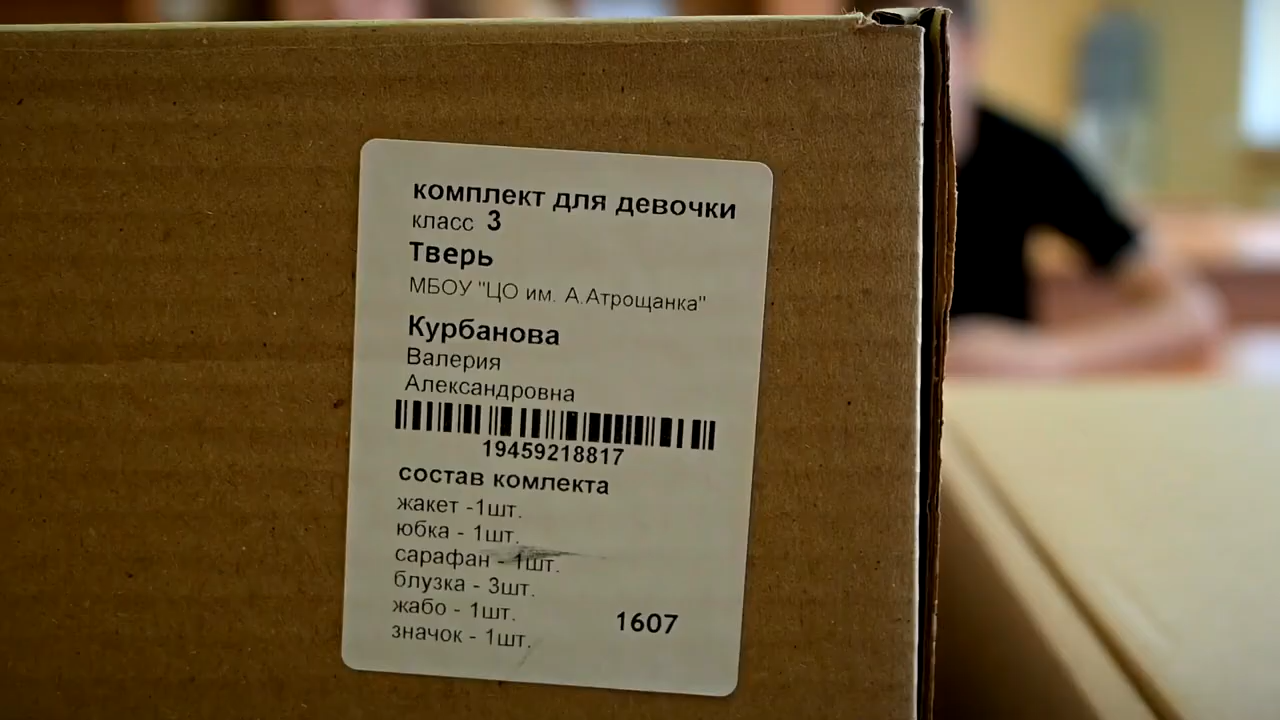 комплект для девочки
класс 3
Тверь
МБОУ "ЦО им. А.Атрощанка"
Курбанова
Валерия
Александровна
19459218817
состав комлекта
жакет -1шт.
юбка - 1шт.
сарафан - 1шт.
блузка - 3шт.
жабо - 1шт.
значок - 1шт.
1607